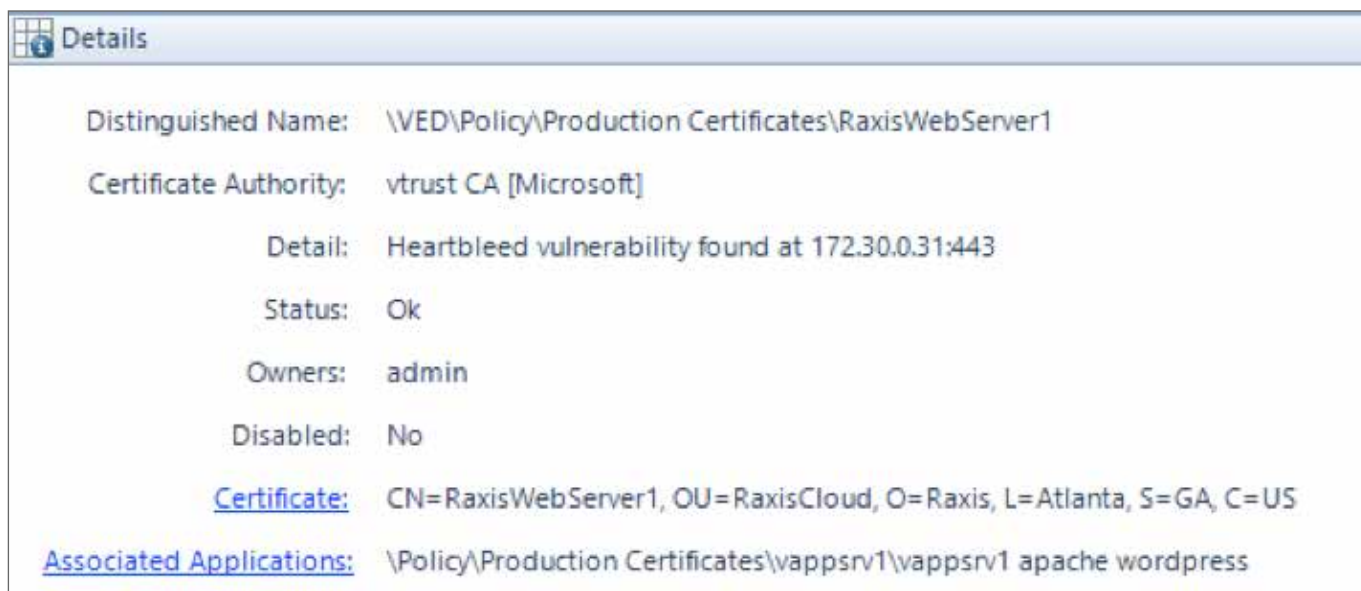 Details
Distinguished Name: \VED\Policy\Production Certificates\RaxisWebServer1
Certificate Authority: vtrust CA [Microsoft]
Detail: Heartbleed vulnerability found at 172.30.0.31:443
Status: Ok
Owners: admin
Disabled: No
Certificate: CN=RaxisWebServer1, OU=RaxisCloud, O=Raxis, L=Atlanta, S=GA, C=US
Associated Applications: \Policy\Production Certificates\vappsrv1\vappsrv1 apache wordpress